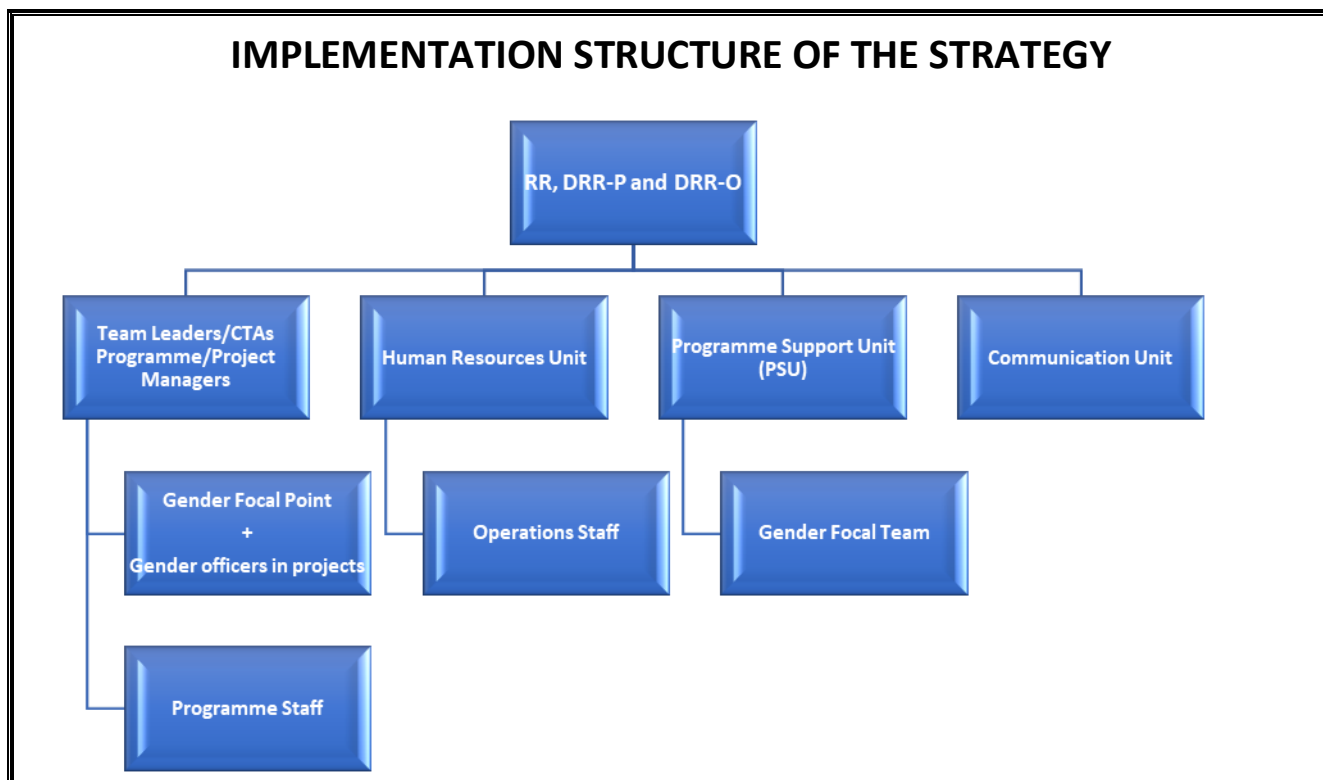 IMPLEMENTATION STRUCTURE OF THE STRATEGY
RR, DRR-P and DRR-O
Team Leaders/CTAs
Programme/Project
Managers
Human Resources Unit
Programme Support Unit
(PSU)
Communication Unit
Gender Focal Point
+
Gender officers in projects
Operations Staff
Gender Focal Team
Programme Staff